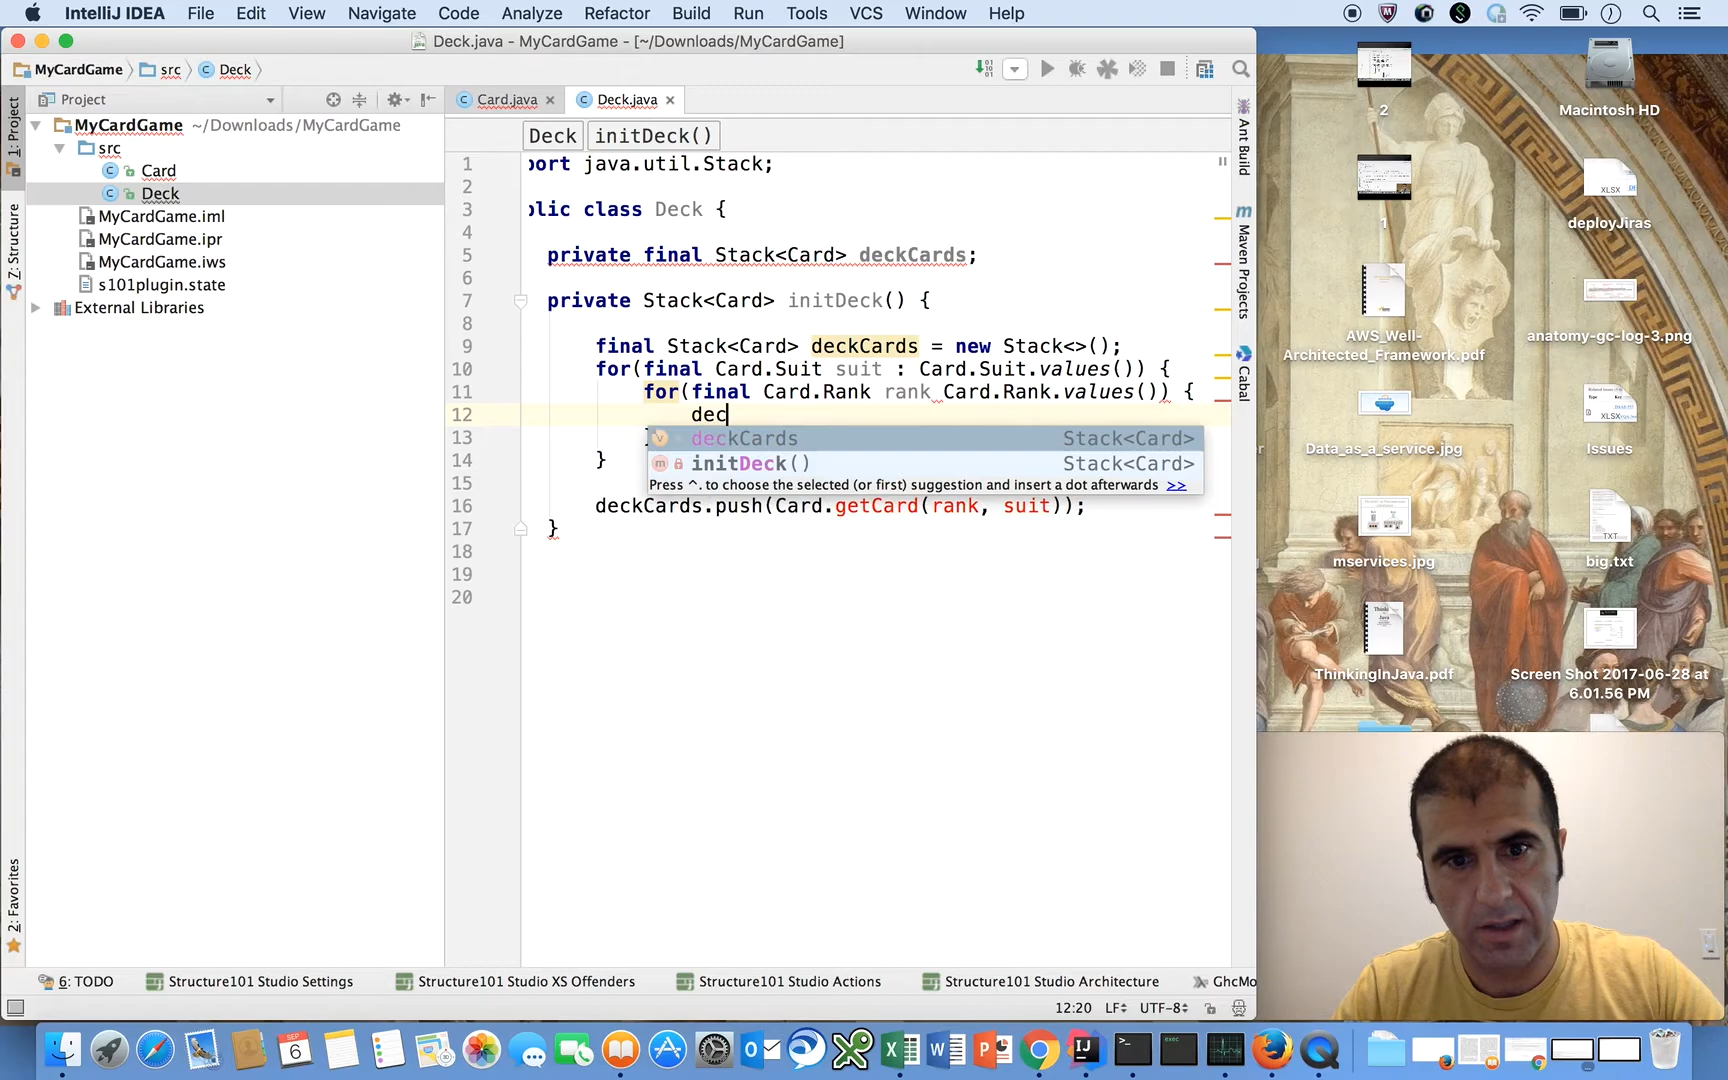 IntelliJ IDEA File Edit View Navigate Code Analyze Refactor Build Run Tools VCS Window Help
Deck.java - MyCardGame - [~/Downloads/MyCardGame]
MyCardGame src Deck
Project
Card.java Deck.java
1: Project
Z: Structure
2: Favorites
MyCardGame ~/Downloads/MyCardGame
src
Card
Deck
MyCardGame.iml
MyCardGame.ipr
MyCardGame.iws
s101plugin.state
External Libraries
Deck initDeck()
1 port java.util.Stack;
2
3 blic class Deck {
4
5 private final Stack<Card> deckCards;
6
7 private Stack<Card> initDeck() {
8
9 final Stack<Card> deckCards = new Stack<>();
10 for(final Card.Suit suit : Card.Suit.values()) {
11 for(final Card.Rank rank Card.Rank.values()) {
12 dec
13
14 }
15
16 deckCards.push(Card.getCard(rank, suit));
17 }
18
19
20
deckCards Stack<Card>
initDeck() Stack<Card>
Press ^. to choose the selected (or first) suggestion and insert a dot afterwards >>
Ant Build
Maven Projects
Cabal
6: TODO Structure101 Studio Settings Structure101 Studio XS Offenders Structure101 Studio Actions Structure101 Studio Architecture GhcMo
12:20 LF UTF-8
2
Macintosh HD
1
XLSX
deployJiras
AWS_Well-
Architected_Framework.pdf
anatomy-gc-log-3.png
XLSX
Data_as_a_service.jpg
Issues
mservices.jpg
TXT
big.txt
ThinkingInJava.pdf
Screen Shot 2017-06-28 at
6.01.56 PM
SEP
6